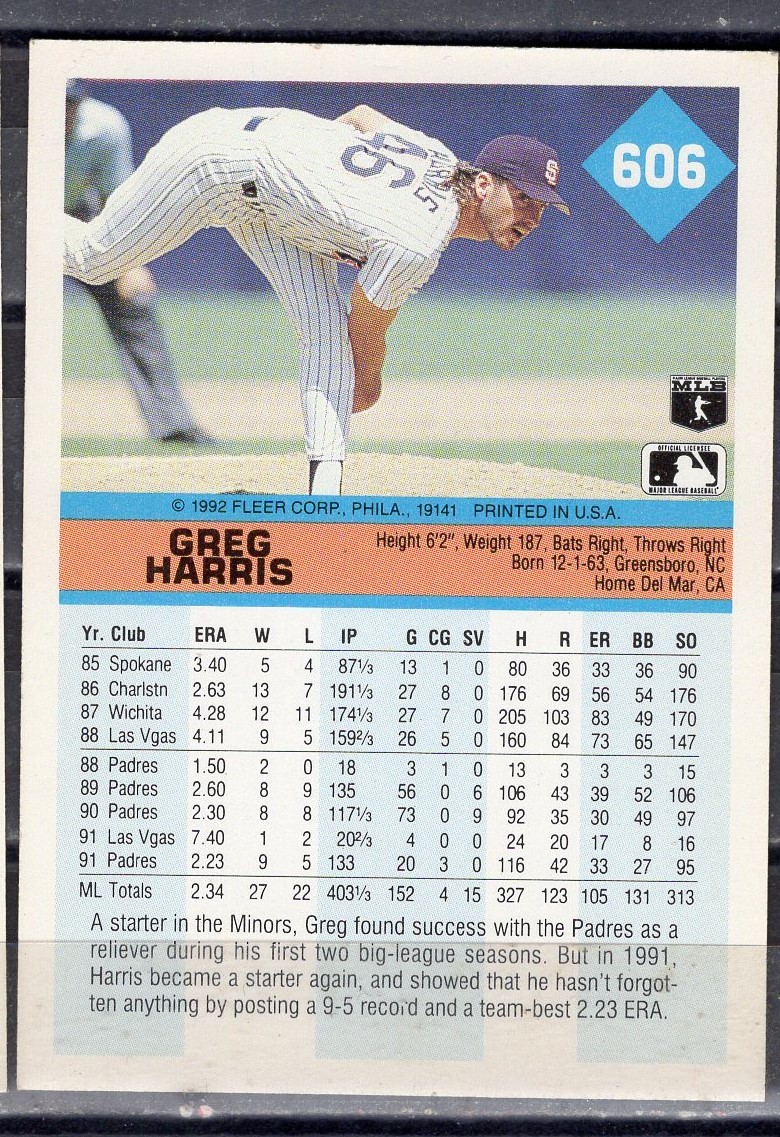 HARRIS
46
SD
606
MAJOR LEAGUE BASEBALL PLAYERS
MLB
OFFICIAL LICENSEE
MAJOR LEAGUE BASEBALL
© 1992 FLEER CORP., PHILA., 19141 PRINTED IN U.S.A.
GREG
HARRIS
Height 6'2", Weight 187, Bats Right, Throws Right
Born 12-1-63, Greensboro, NC
Home Del Mar, CA
Yr. Club ERA W L IP G CG SV H R ER BB SO
85 Spokane 3.40 5 4 87⅓ 13 1 0 80 36 33 36 90
86 Charlstn 2.63 13 7 191⅓ 27 8 0 176 69 56 54 176
87 Wichita 4.28 12 11 174⅓ 27 7 0 205 103 83 49 170
88 Las Vgas 4.11 9 5 159⅔ 26 5 0 160 84 73 65 147
88 Padres 1.50 2 0 18 3 1 0 13 3 3 3 15
89 Padres 2.60 8 9 135 56 0 6 106 43 39 52 106
90 Padres 2.30 8 8 117⅓ 73 0 9 92 35 30 49 97
91 Las Vgas 7.40 1 2 20⅔ 4 0 0 24 20 17 8 16
91 Padres 2.23 9 5 133 20 3 0 116 42 33 27 95
ML Totals 2.34 27 22 403⅓ 152 4 15 327 123 105 131 313
A starter in the Minors, Greg found success with the Padres as a
reliever during his first two big-league seasons. But in 1991,
Harris became a starter again, and showed that he hasn't forgot-
ten anything by posting a 9-5 record and a team-best 2.23 ERA.